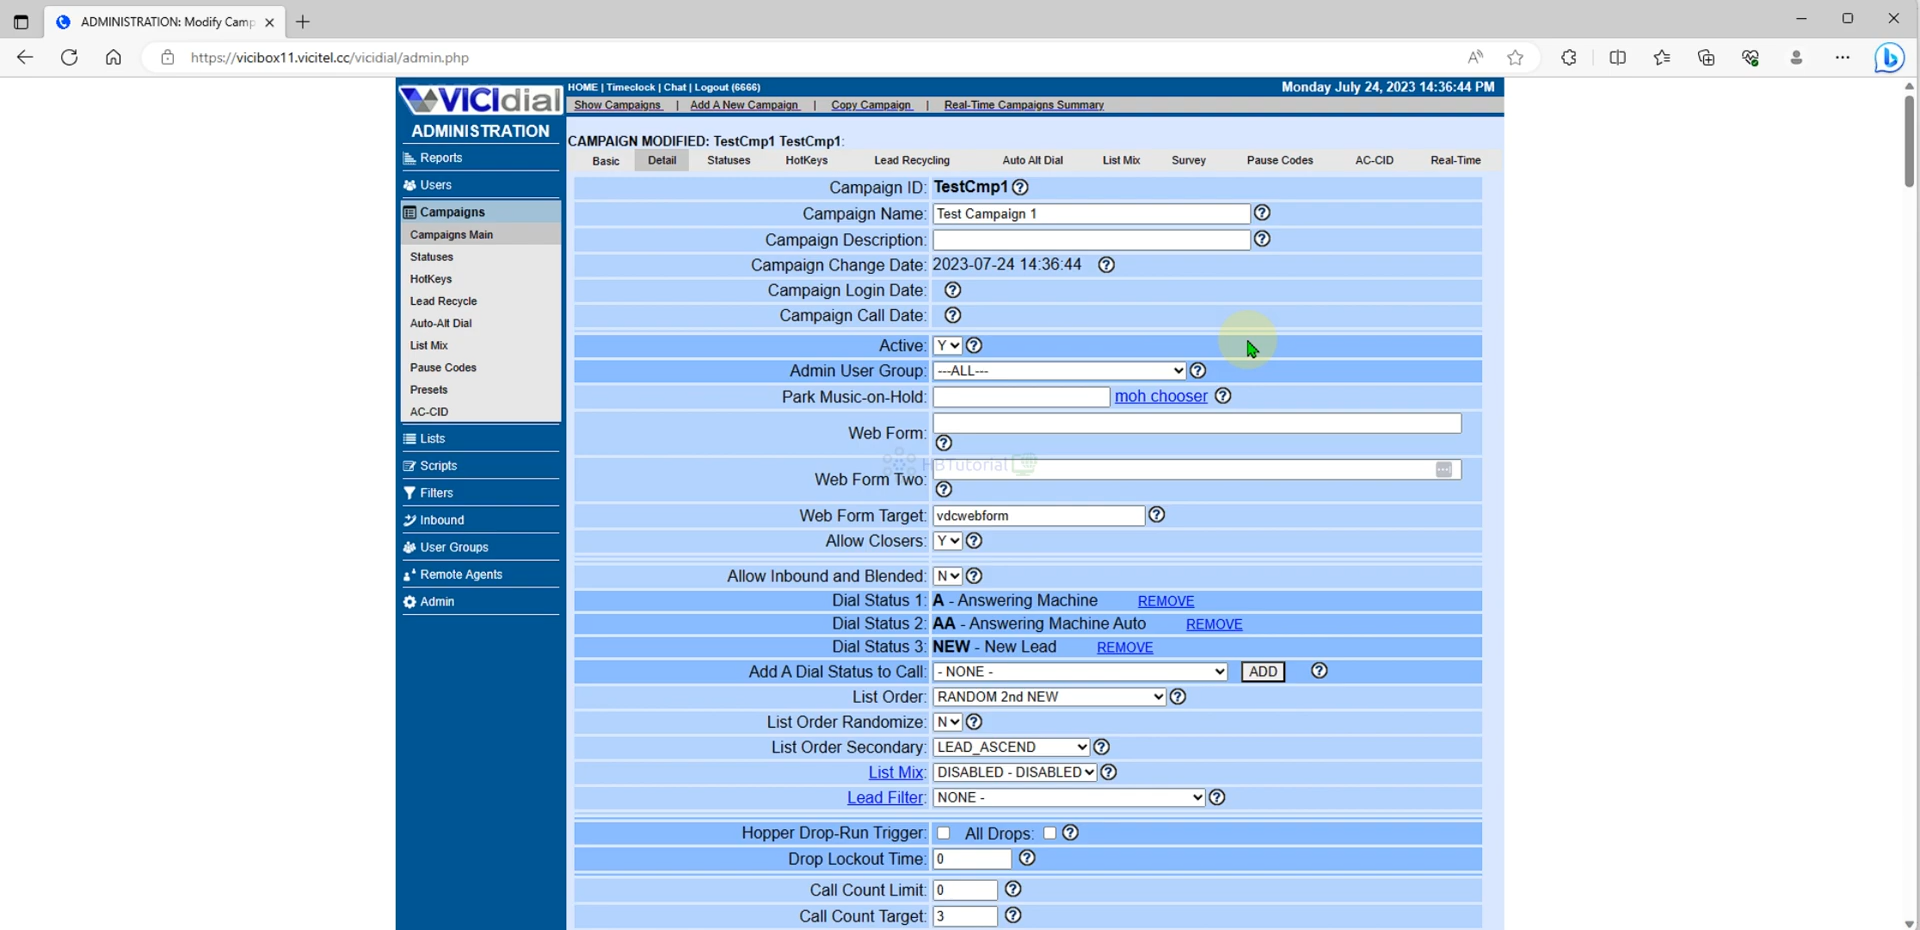 ADMINISTRATION: Modify Camp
https://vicibox11.vicitel.cc/vicidial/admin.php
VICIdial
HOME | Timeclock | Chat | Logout (6666)
Monday July 24, 2023 14:36:44 PM
Show Campaigns | Add A New Campaign | Copy Campaign | Real-Time Campaigns Summary
ADMINISTRATION
Reports
Users
Campaigns
Campaigns Main
Statuses
HotKeys
Lead Recycle
Auto-Alt Dial
List Mix
Pause Codes
Presets
AC-CID
Lists
Scripts
Filters
Inbound
User Groups
Remote Agents
Admin
CAMPAIGN MODIFIED: TestCmp1 TestCmp1:
Basic Detail Statuses HotKeys Lead Recycling Auto Alt Dial List Mix Survey Pause Codes AC-CID Real-Time
Campaign ID: TestCmp1
Campaign Name: Test Campaign 1
Campaign Description:
Campaign Change Date: 2023-07-24 14:36:44
Campaign Login Date:
Campaign Call Date:
Active: Y
Admin User Group: ---ALL---
Park Music-on-Hold: moh chooser
Web Form:
HBTutorial
Web Form Two:
Web Form Target: vdcwebform
Allow Closers: Y
Allow Inbound and Blended: N
Dial Status 1: A - Answering Machine REMOVE
Dial Status 2: AA - Answering Machine Auto REMOVE
Dial Status 3: NEW - New Lead REMOVE
Add A Dial Status to Call: - NONE - ADD
List Order: RANDOM 2nd NEW
List Order Randomize: N
List Order Secondary: LEAD_ASCEND
List Mix: DISABLED - DISABLED
Lead Filter: NONE -
Hopper Drop-Run Trigger: All Drops:
Drop Lockout Time: 0
Call Count Limit: 0
Call Count Target: 3